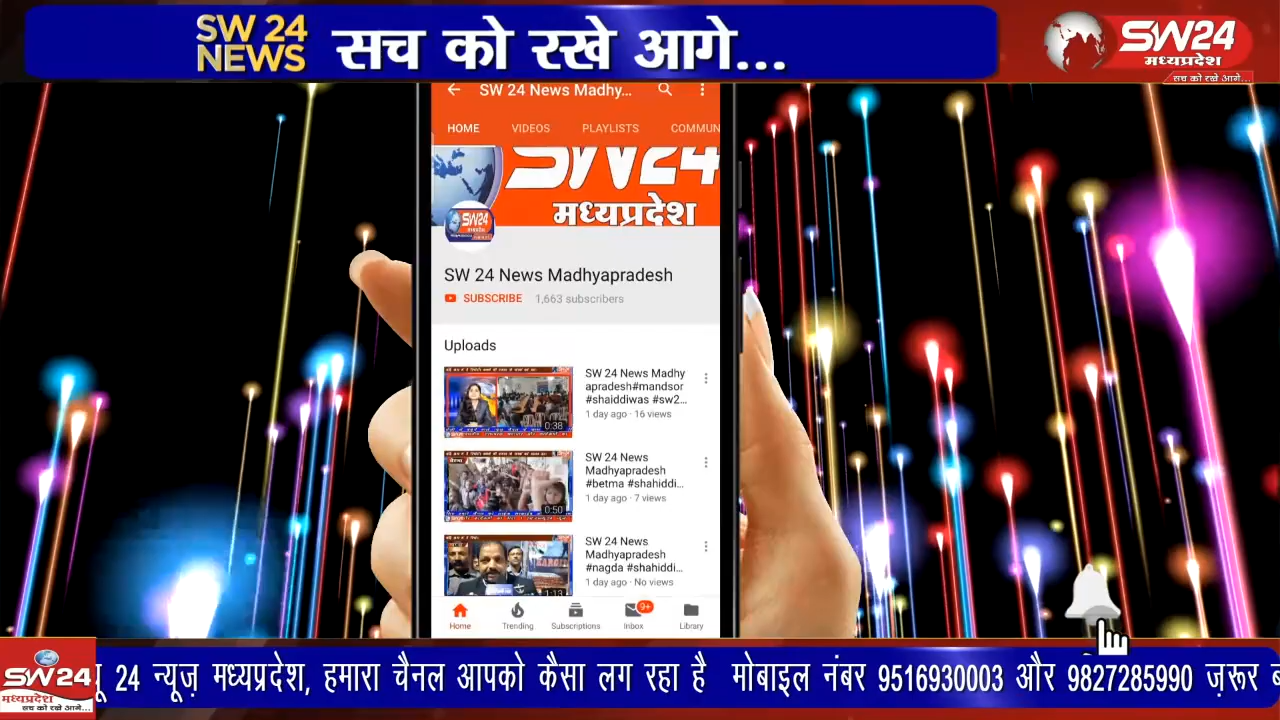 SW 24
NEWS
सच को रखे आगे...
SW24
मध्यप्रदेश
सच को रखे आगे...
SW 24 News Madhy...
HOME VIDEOS PLAYLISTS COMMUN
SW24
मध्यप्रदेश
SW24
SW 24 News Madhyapradesh
SUBSCRIBE 1,663 subscribers
Uploads
SW 24 News Madhy
apradesh#mandsor
#shaiddiwas #sw2...
1 day ago · 16 views
0:38
SW 24 News
Madhyapradesh
#betma #shahiddi...
1 day ago · 7 views
0:50
SW 24 News
Madhyapradesh
#nagda #shahiddi...
1 day ago · No views
1:13
9+
Home Trending Subscriptions Inbox Library
SW24
मध्यप्रदेश
सच को रखे आगे...
24 न्यूज़ मध्यप्रदेश, हमारा चैनल आपको कैसा लग रहा है मोबाइल नंबर 9516930003 और 9827285990 ज़रूर